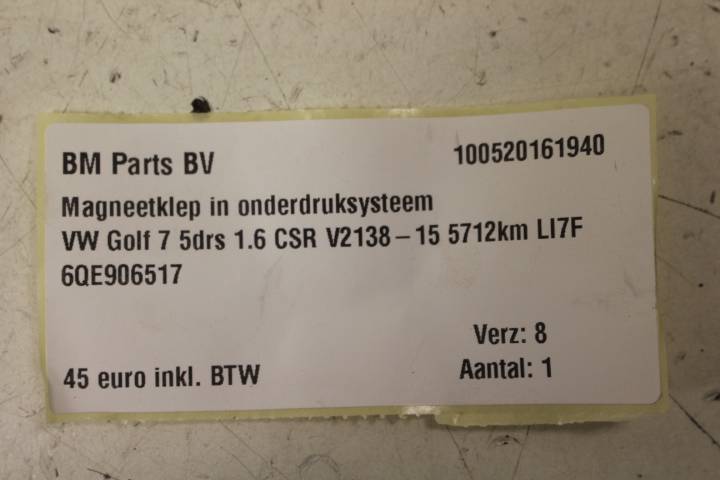 BM Parts BV 100520161940
Magneetklep in onderdruksysteem
VW Golf 7 5drs 1.6 CSR V2138-15 5712km LI7F
6QE906517
Verz: 8
45 euro inkl. BTW Aantal: 1